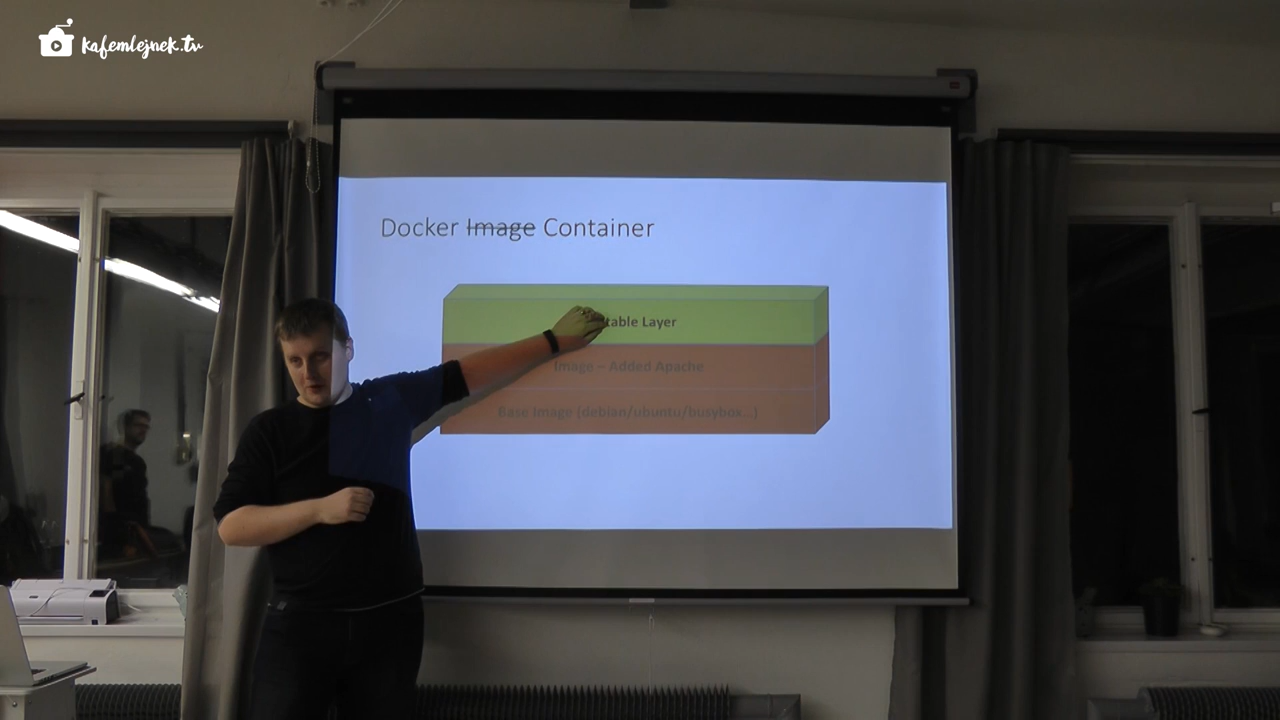 kafemlejnek.tv
Docker Image Container
table Layer
Image – Added Apache
Base Image (debian/ubuntu/busybox...)